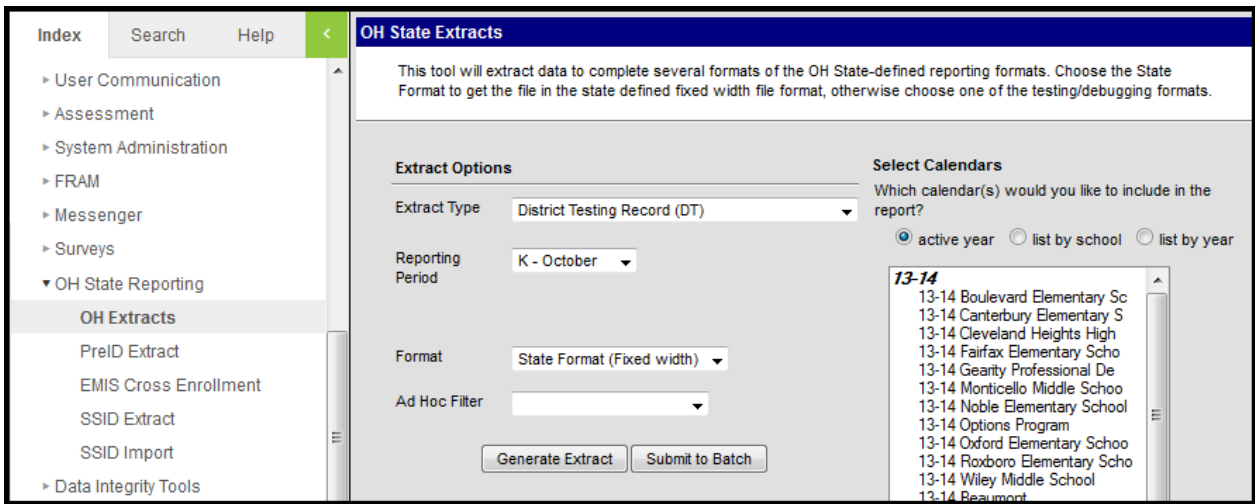 Index Search Help
User Communication
Assessment
System Administration
FRAM
Messenger
Surveys
OH State Reporting
OH Extracts
PreID Extract
EMIS Cross Enrollment
SSID Extract
SSID Import
Data Integrity Tools
OH State Extracts
This tool will extract data to complete several formats of the OH State-defined reporting formats. Choose the State
Format to get the file in the state defined fixed width file format, otherwise choose one of the testing/debugging formats.
Extract Options
Extract Type District Testing Record (DT)
Reporting
Period
K - October
Format State Format (Fixed width)
Ad Hoc Filter
Generate Extract Submit to Batch
Select Calendars
Which calendar(s) would you like to include in the
report?
active year list by school list by year
13-14
13-14 Boulevard Elementary Sc
13-14 Canterbury Elementary S
13-14 Cleveland Heights High
13-14 Fairfax Elementary Scho
13-14 Gearity Professional De
13-14 Monticello Middle Schoo
13-14 Noble Elementary School
13-14 Options Program
13-14 Oxford Elementary Schoo
13-14 Roxboro Elementary Scho
13-14 Wiley Middle School
13-14 Beaumont